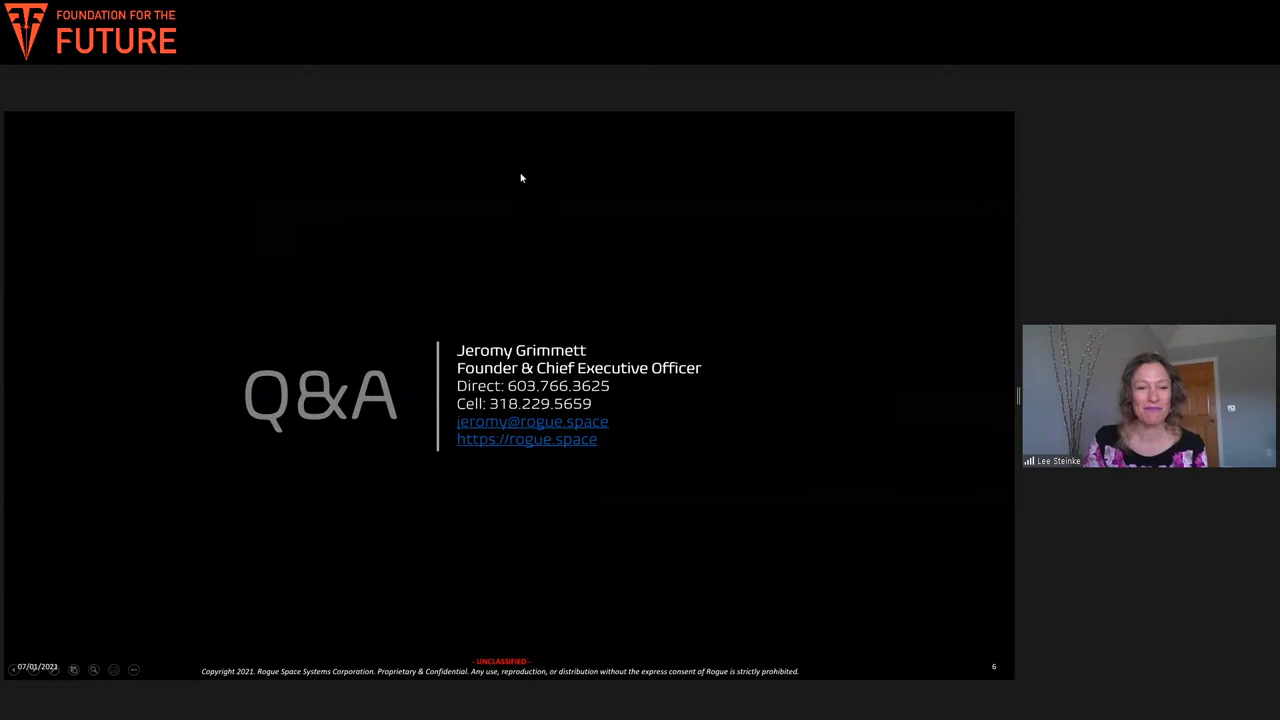 FOUNDATION FOR THE
FUTURE
Q&A
Jeromy Grimmett
Founder & Chief Executive Officer
Direct: 603.766.3625
Cell: 318.229.5659
jeromy@rogue.space
https://rogue.space
Lee Steinke
07/01/2021
- UNCLASSIFIED -
Copyright 2021. Rogue Space Systems Corporation. Proprietary & Confidential. Any use, reproduction, or distribution without the express consent of Rogue is strictly prohibited.
6